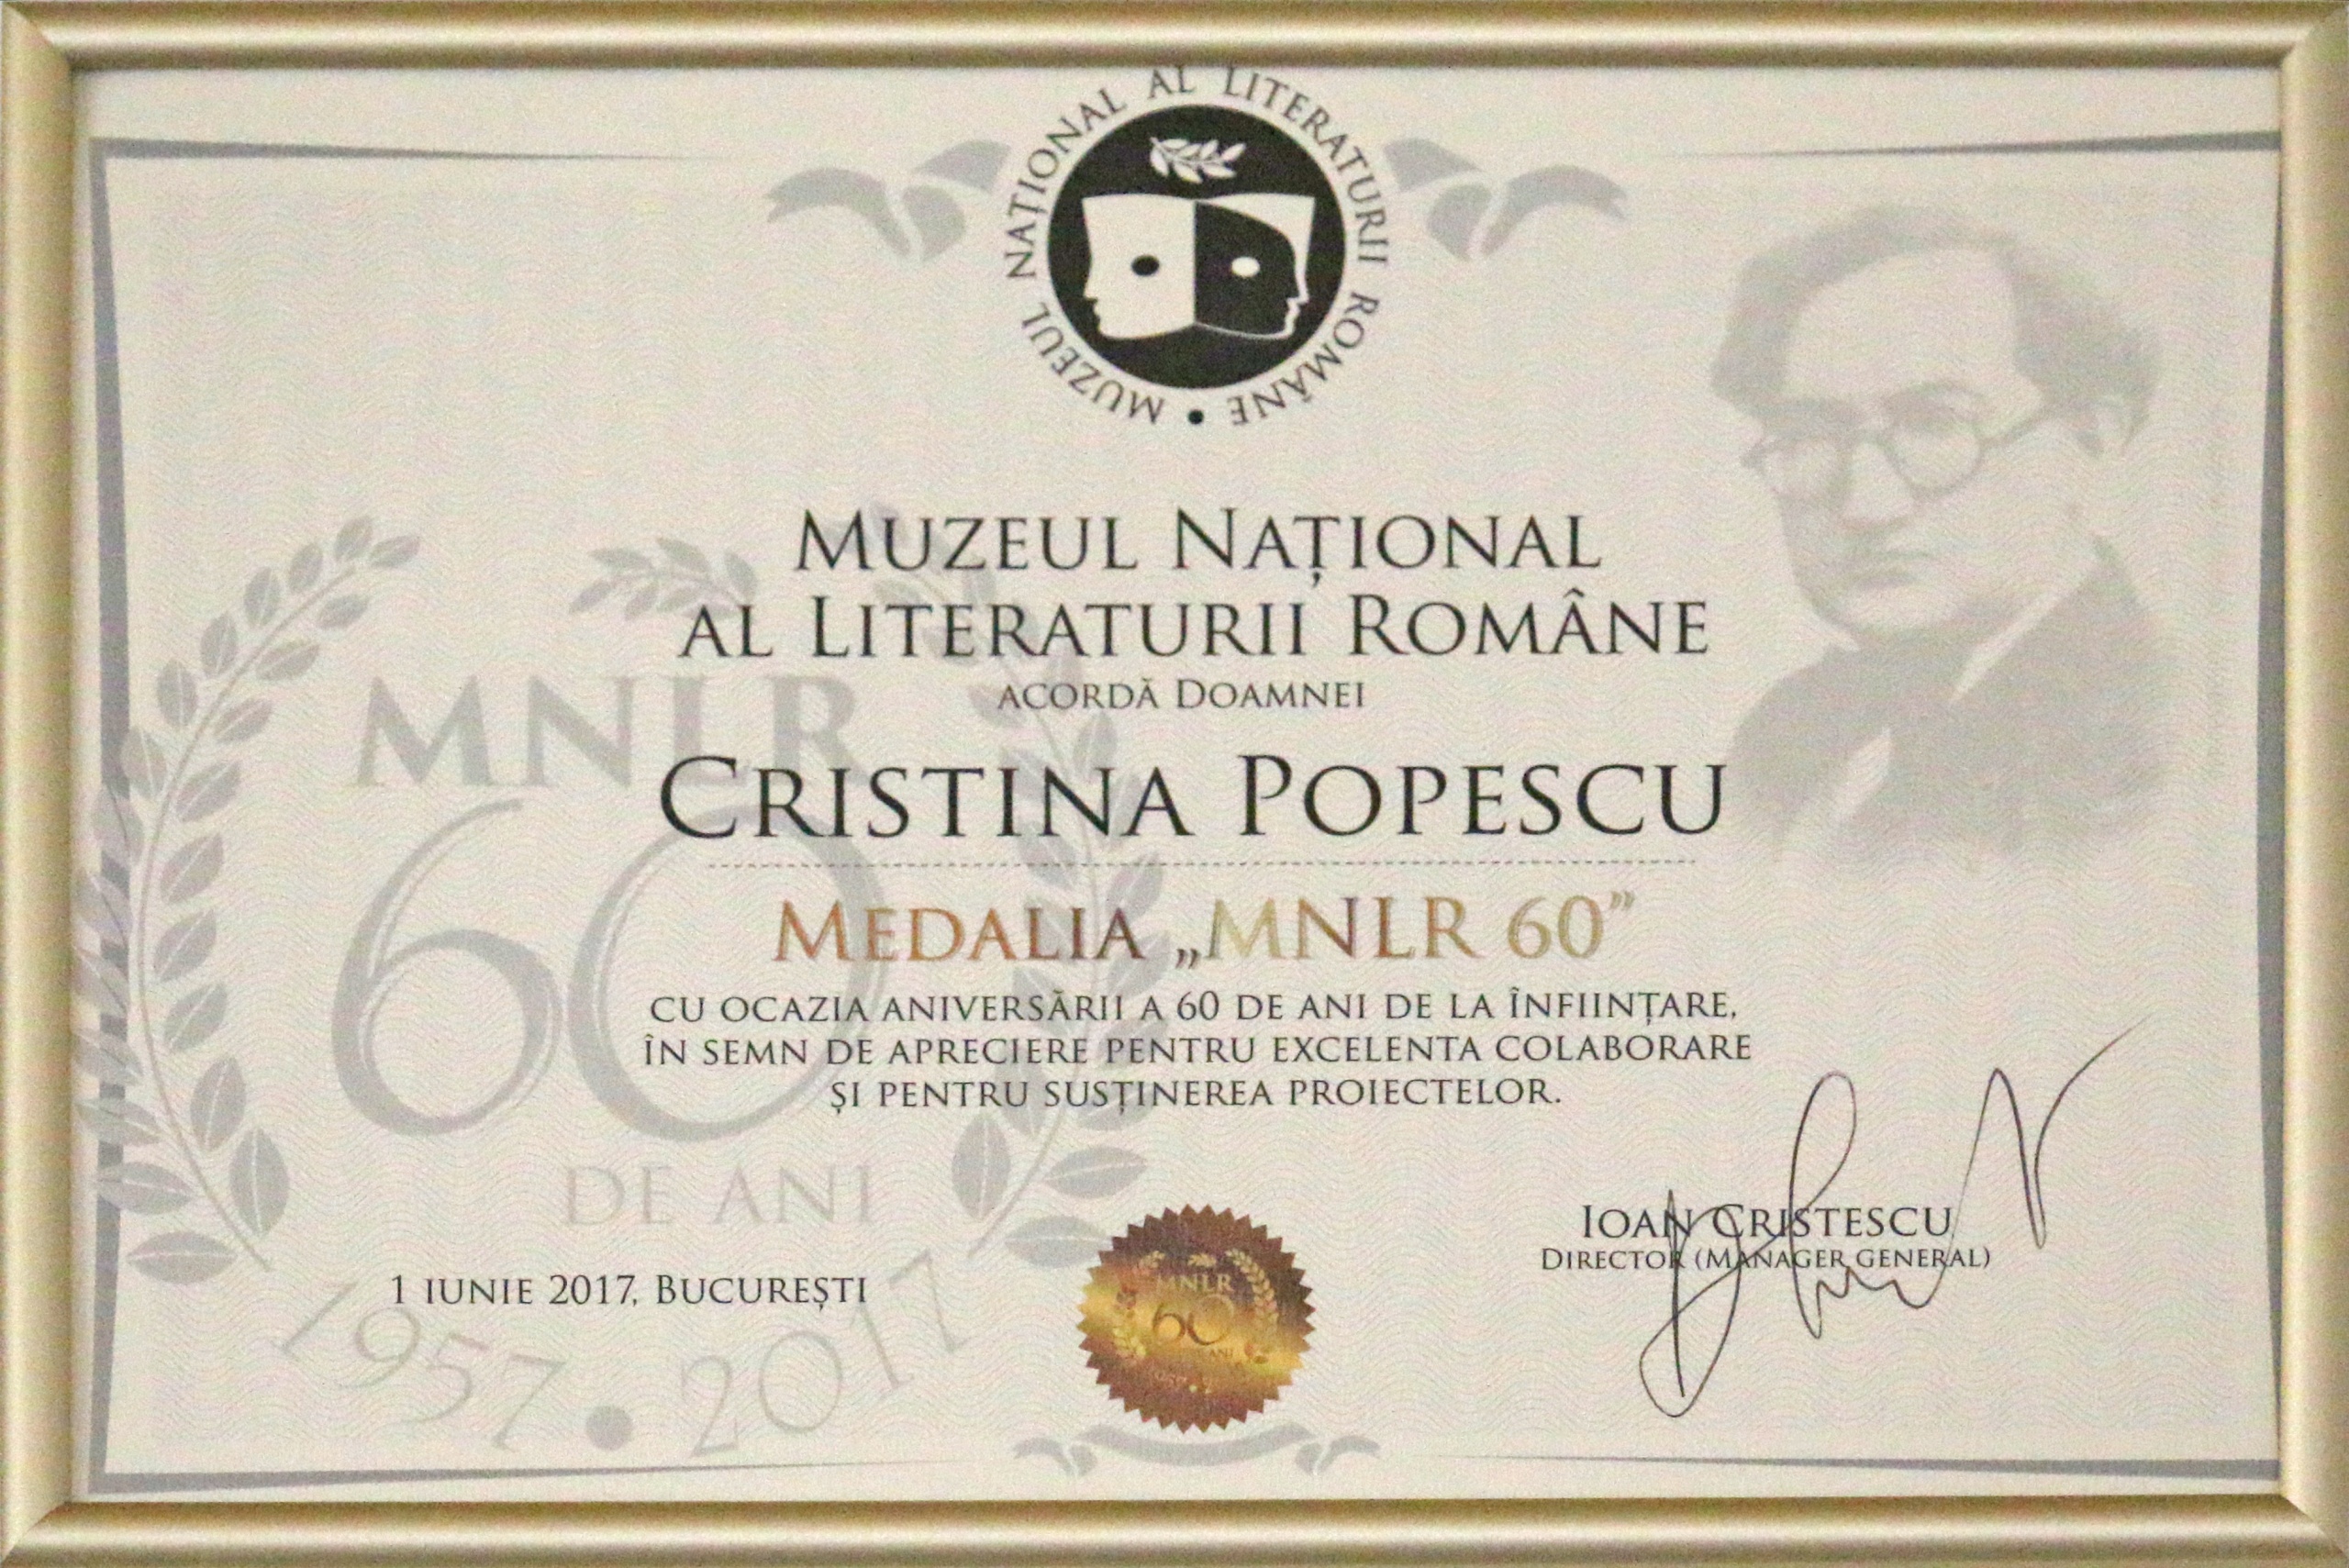 MUZEUL NAȚIONAL AL LITERATURII ROMÂNE •
MUZEUL NAȚIONAL
AL LITERATURII ROMÂNE
ACORDĂ DOAMNEI
CRISTINA POPESCU
MEDALIA „MNLR 60”
CU OCAZIA ANIVERSĂRII A 60 DE ANI DE LA ÎNFIINȚARE,
ÎN SEMN DE APRECIERE PENTRU EXCELENTA COLABORARE
ȘI PENTRU SUSȚINEREA PROIECTELOR.
MNLR
60
DE ANI
1957 • 2017
1 IUNIE 2017, BUCUREȘTI
MNLR
60
ANI
IOAN CRISTESCU
DIRECTOR (MANAGER GENERAL)